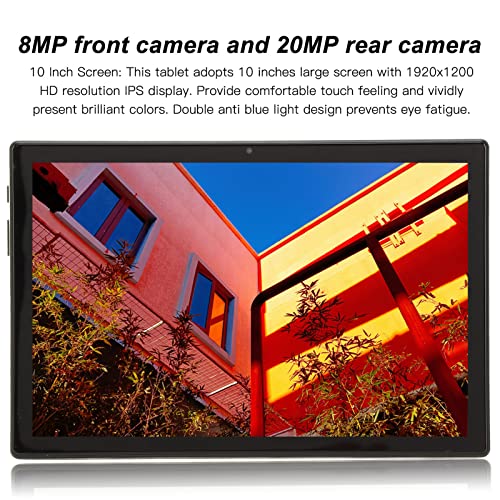 8MP front camera and 20MP rear camera
10 Inch Screen: This tablet adopts 10 inches large screen with 1920x1200
HD resolution IPS display. Provide comfortable touch feeling and vividly
present brilliant colors. Double anti blue light design prevents eye fatigue.